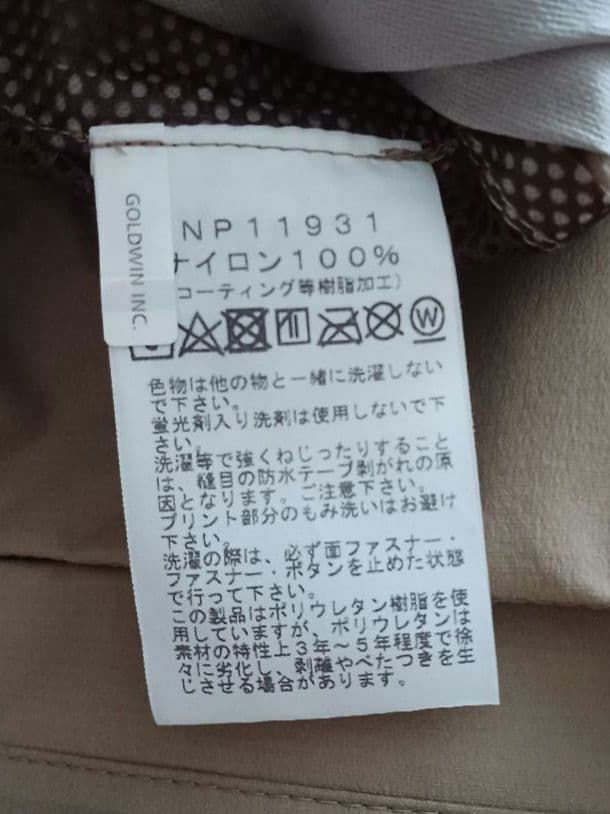 GOLDWIN INC.
NP11931
ナイロン100%
コーティング等樹脂加工)
W
色物は他の物と一緒に洗濯しない
で下さい。
蛍光剤入り洗剤は使用しないで下
さい。
洗濯等で強くねじったりすること
は、縫目の防水テープ剥がれの原
因となります。ご注意下さい。
プリント部分のもみ洗いはお避け
下さい。
洗濯の際は、必ず面ファスナー・
ファスナー・ボタンを止めた状態
で行って下さい。
この製品はポリウレタン樹脂を使
用していますが、ポリウレタンは
素材の特性上3年~5年程度で徐
々に劣化し、剥離やべたつきを生
じさせる場合があります。